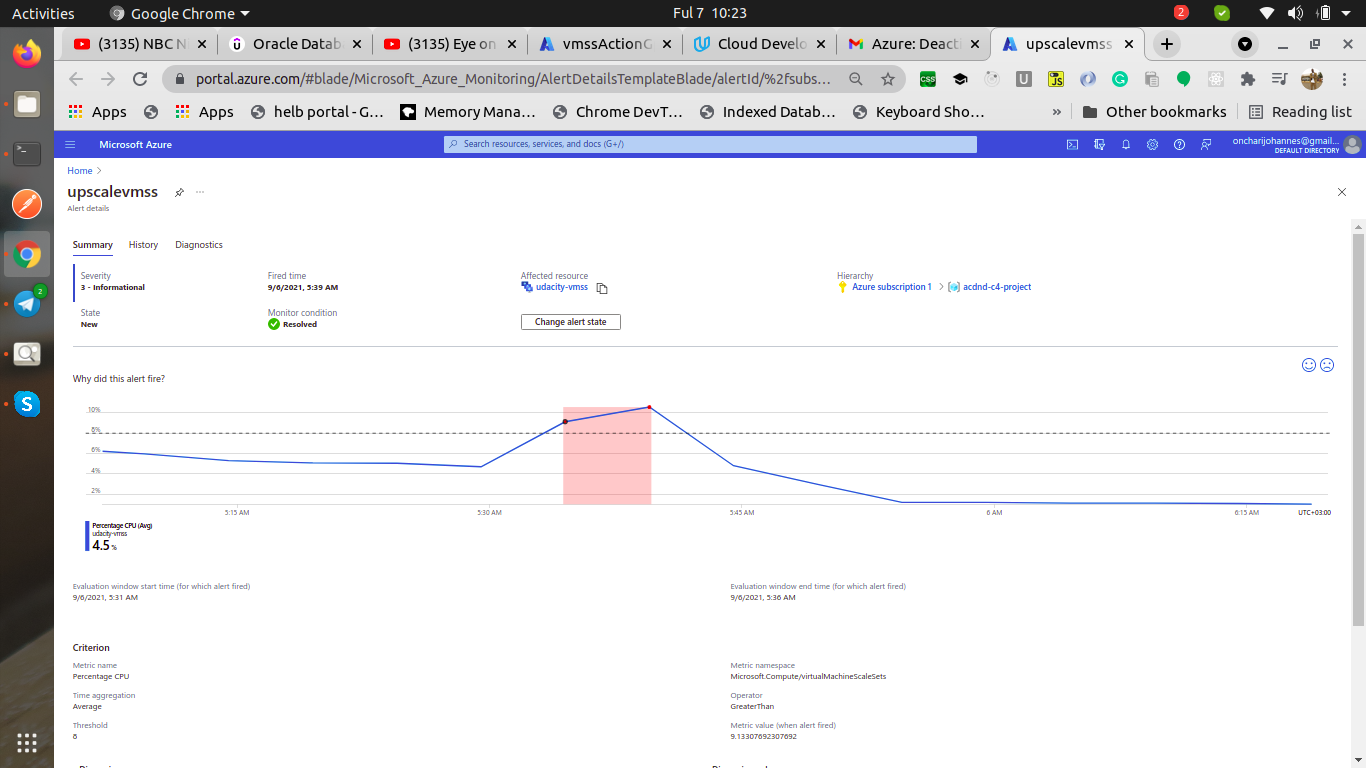 Activities
Google Chrome
Ful 7 10:23
2
(3135) NBC N
Oracle Datab
(3135) Eye on
vmssActionG
Cloud Develo
Azure: Deacti
upscalevmss
portal.azure.com/#blade/Microsoft_Azure_Monitoring/AlertDetailsTemplateBlade/alertId/%2fsubs…
Apps
Apps
helb portal - G…
Memory Mana…
Chrome DevT…
Indexed Datab…
Keyboard Sho…
»
Other bookmarks
Reading list
Microsoft Azure
Search resources, services, and docs (G+/)
oncharijohannes@gmail...
DEFAULT DIRECTORY
Home >
upscalevmss
Alert details
Summary History Diagnostics
Severity
3 - Informational
Fired time
9/6/2021, 5:39 AM
Affected resource
udacity-vmss
Hierarchy
Azure subscription 1 > acdnd-c4-project
State
New
Monitor condition
Resolved
Change alert state
Why did this alert fire?
10%
8%
6%
4%
2%
5:15 AM 5:30 AM 5:45 AM 6 AM 6:15 AM UTC+03:00
Percentage CPU (Avg)
udacity-vmss
4.5 %
Evaluation window start time (for which alert fired)
9/6/2021, 5:31 AM
Evaluation window end time (for which alert fired)
9/6/2021, 5:36 AM
Criterion
Metric name
Percentage CPU
Metric namespace
Microsoft.Compute/virtualMachineScaleSets
Time aggregation
Average
Operator
GreaterThan
Threshold
8
Metric value (when alert fired)
9.13307692307692